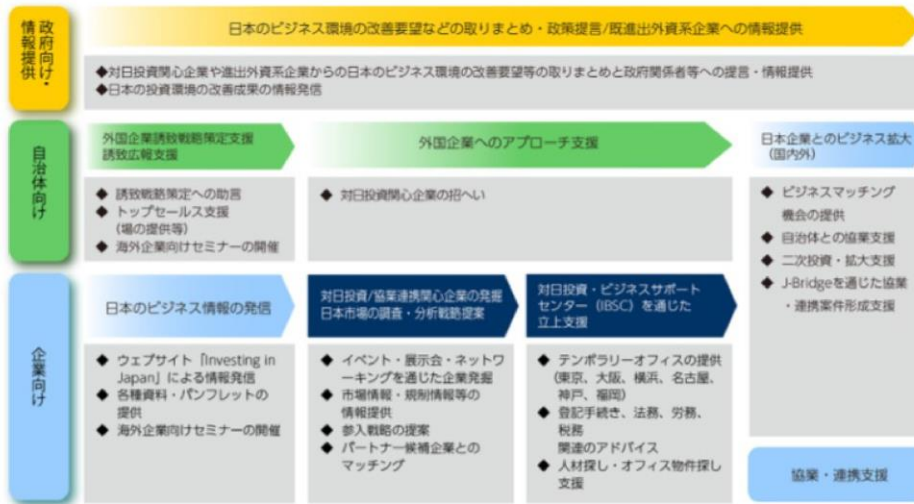 政府向け・
情報提供
日本のビジネス環境の改善要望などの取りまとめ・政策提言/既進出外資系企業への情報提供
◆対日投資関心企業や進出外資系企業からの日本のビジネス環境の改善要望等の取りまとめと政府関係者等への提言・情報提供
◆日本の投資環境の改善成果の情報発信
自治体向け
外国企業誘致戦略策定支援
誘致広報支援
◆ 誘致戦略策定への助言
◆ トップセールス支援
(場の提供等)
◆ 海外企業向けセミナーの開催
外国企業へのアプローチ支援
◆ 対日投資関心企業の招へい
日本企業とのビジネス拡大
(国内外)
◆ ビジネスマッチング
機会の提供
◆ 自治体との協業支援
◆ 二次投資・拡大支援
◆ J-Bridgeを通じた協業
・連携案件形成支援
企業向け
日本のビジネス情報の発信
◆ ウェブサイト「Investing in
Japan」による情報発信
◆ 各種資料・パンフレットの
提供
◆ 海外企業向けセミナーの開催
対日投資/協業連携関心企業の発掘
日本市場の調査・分析戦略提案
◆ イベント・展示会・ネットワ
ーキングを通じた企業発掘
◆ 市場情報・規制情報等の
情報提供
◆ 参入戦略の提案
◆ パートナー候補企業との
マッチング
対日投資・ビジネスサポート
センター（IBSC）を通じた
立上支援
◆ テンポラリーオフィスの提供
(東京、大阪、横浜、名古屋、
神戸、福岡)
◆ 登記手続き、法務、労務、
税務
関連のアドバイス
◆ 人材探し・オフィス物件探し
支援
協業・連携支援